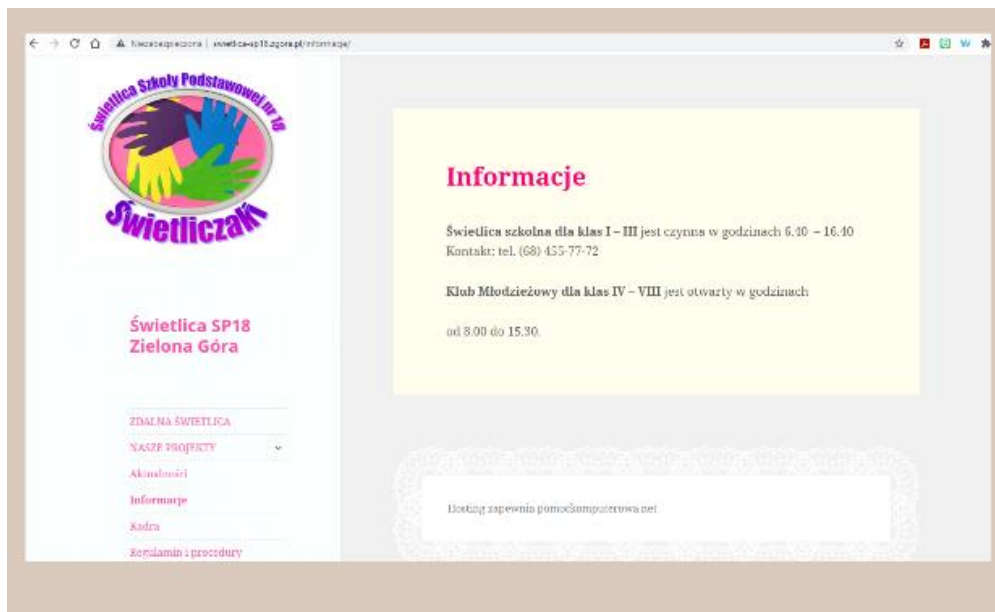 Niezabezpieczona | swietlica-sp18.zgora.pl/informacje/
Świetlica Szkoły Podstawowej nr 18
Świetliczaki
Świetlica SP18
Zielona Góra
ZDALNA ŚWIETLICA
NASZE PROJEKTY
Aktualności
Informacje
Kadra
Regulamin i procedury
Informacje
Świetlica szkolna dla klas I – III jest czynna w godzinach 6.40 – 16.40
Kontakt: tel. (68) 455-77-72
Klub Młodzieżowy dla klas IV – VIII jest otwarty w godzinach
od 8.00 do 15.30.
Hosting zapewnia pomockomputerowa.net